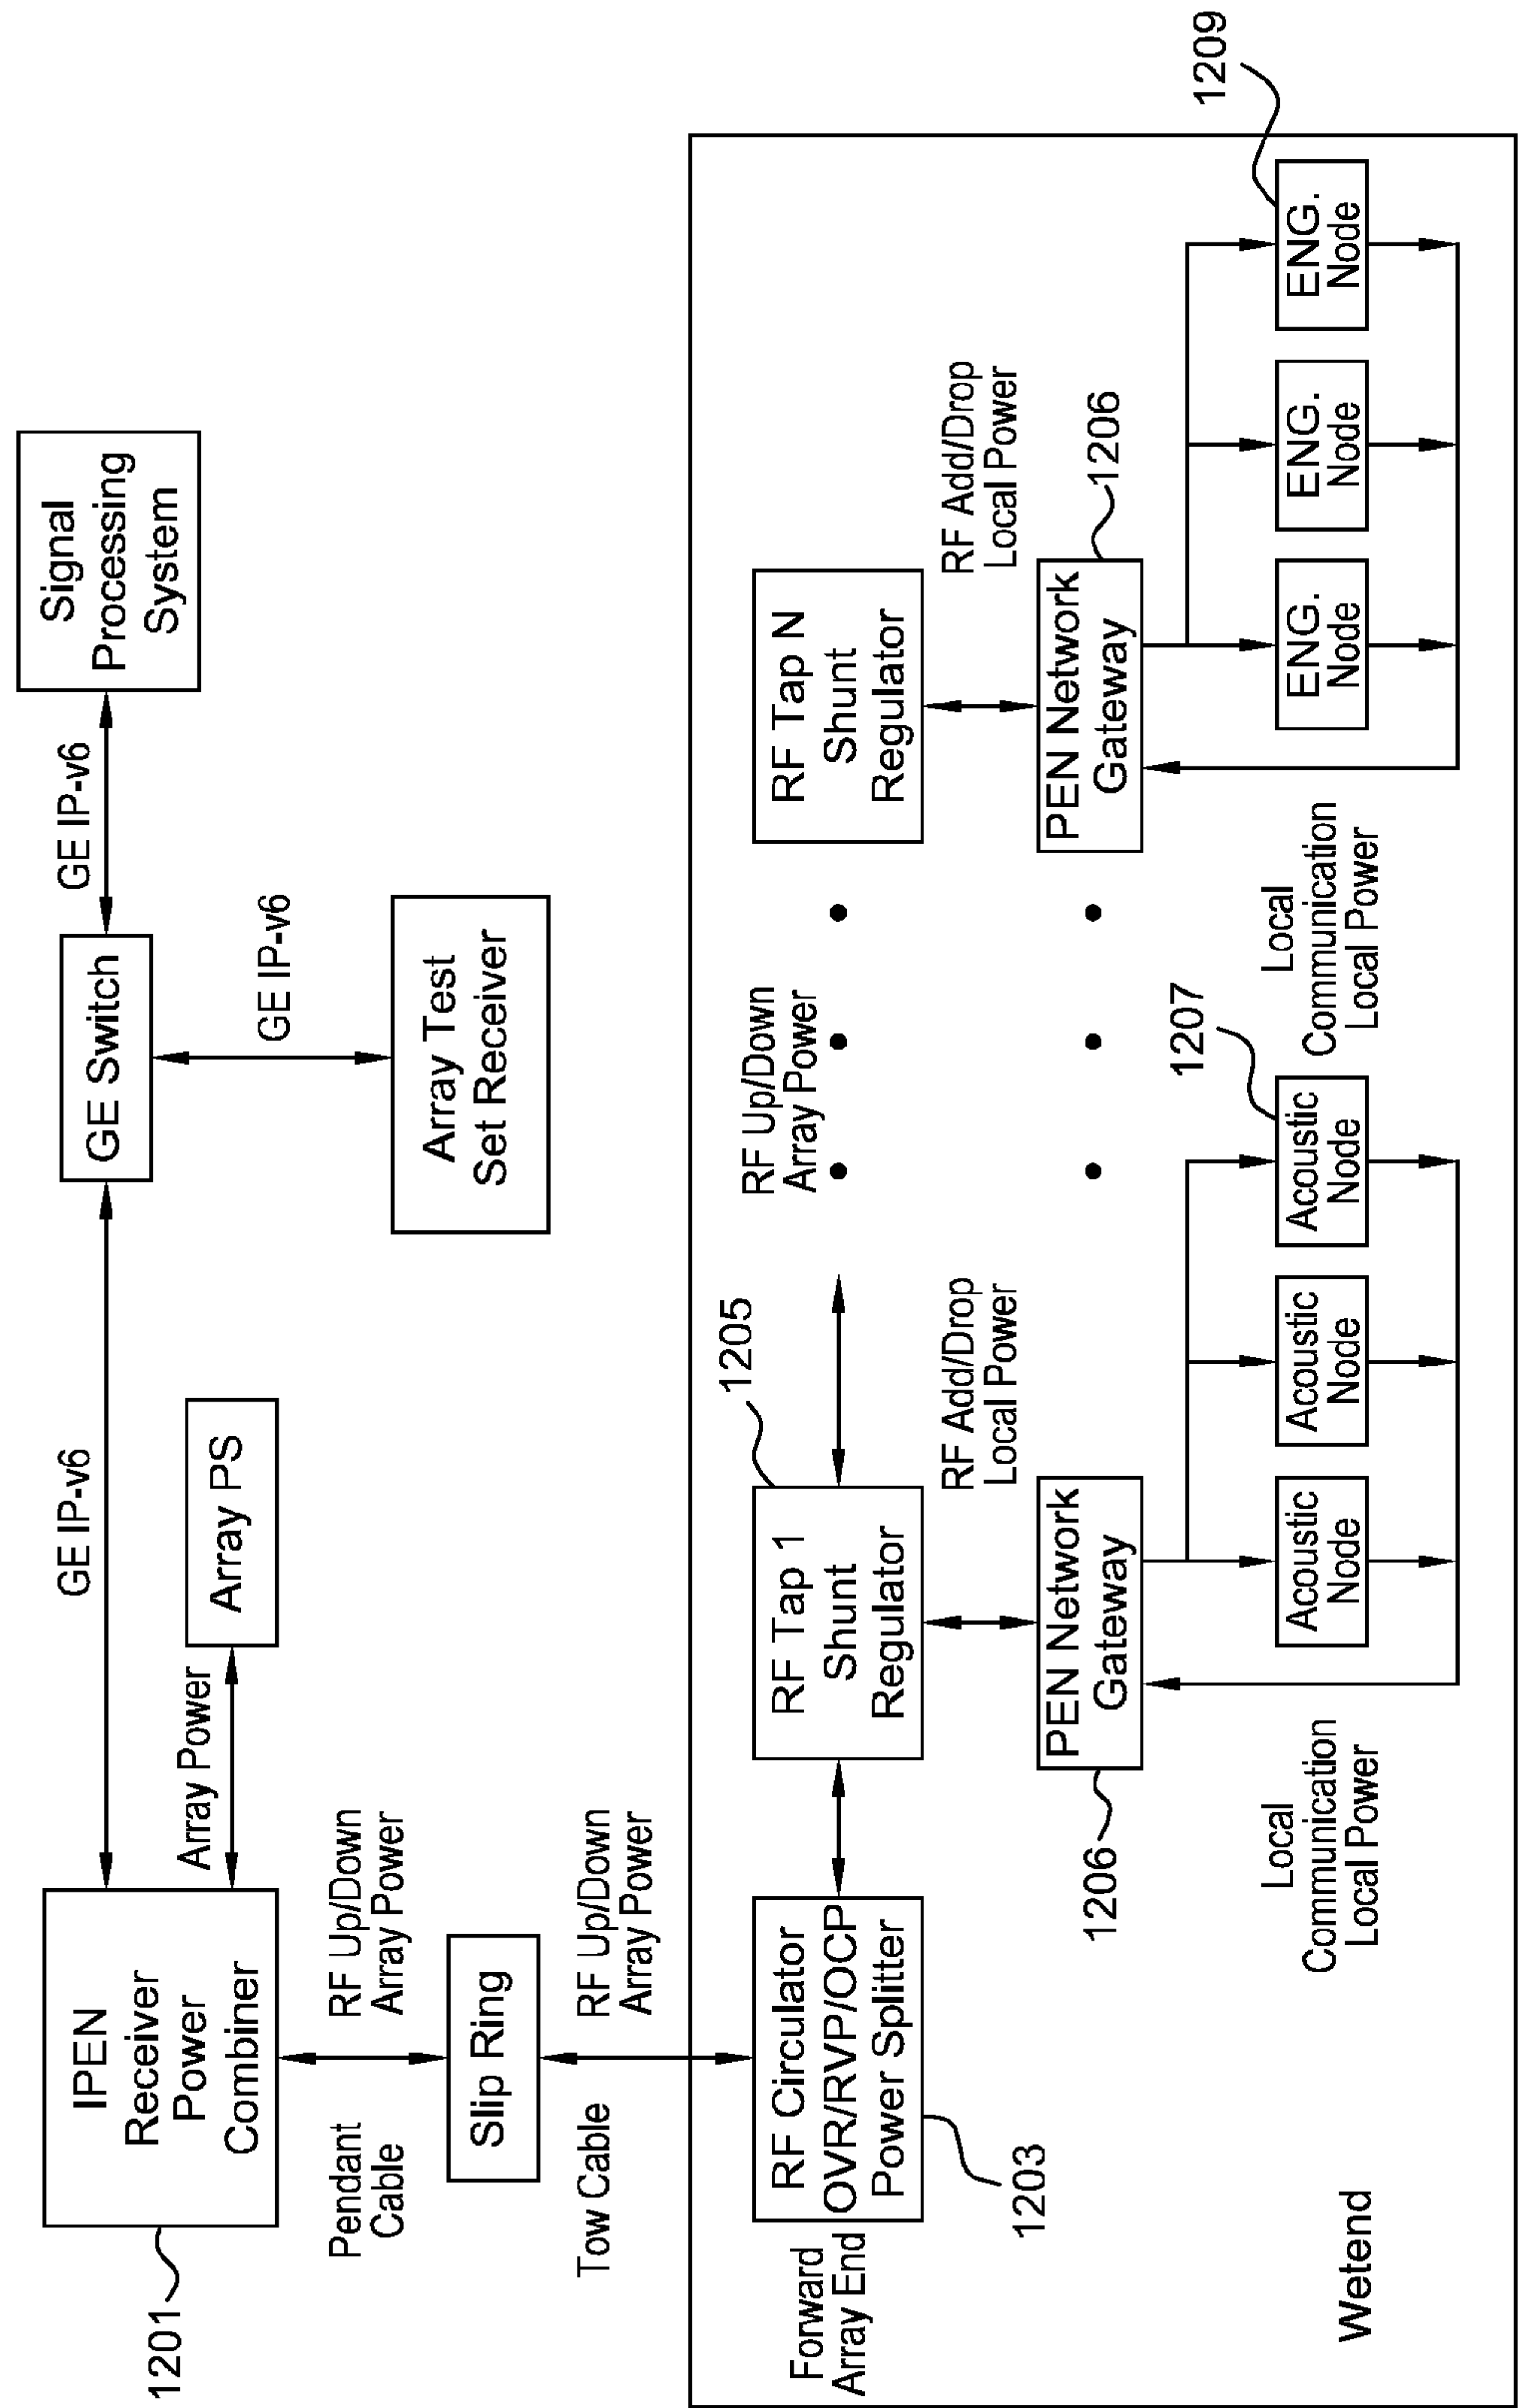 1201
IPEN
Receiver
Power
Combiner
GE IP-v6
GE Switch
GE IP-v6
Signal
Processing
System
Array Power
Array PS
GE IP-v6
Array Test
Set Receiver
Pendant
Cable
RF Up/Down
Array Power
Slip Ring
Tow Cable
RF Up/Down
Array Power
Forward
Array End
RF Circulator
OVR/RVP/OCP
Power Splitter
1203
RF Tap 1
Shunt
Regulator
1205
RF Up/Down
Array Power
RF Tap N
Shunt
Regulator
RF Add/Drop
Local Power
RF Add/Drop
Local Power
1206
PEN Network
Gateway
PEN Network
Gateway
1206
Local
Communication
Local Power
Acoustic
Node
Acoustic
Node
Acoustic
Node
1207
Local
Communication
Local Power
ENG.
Node
ENG.
Node
ENG.
Node
1209
Wetend